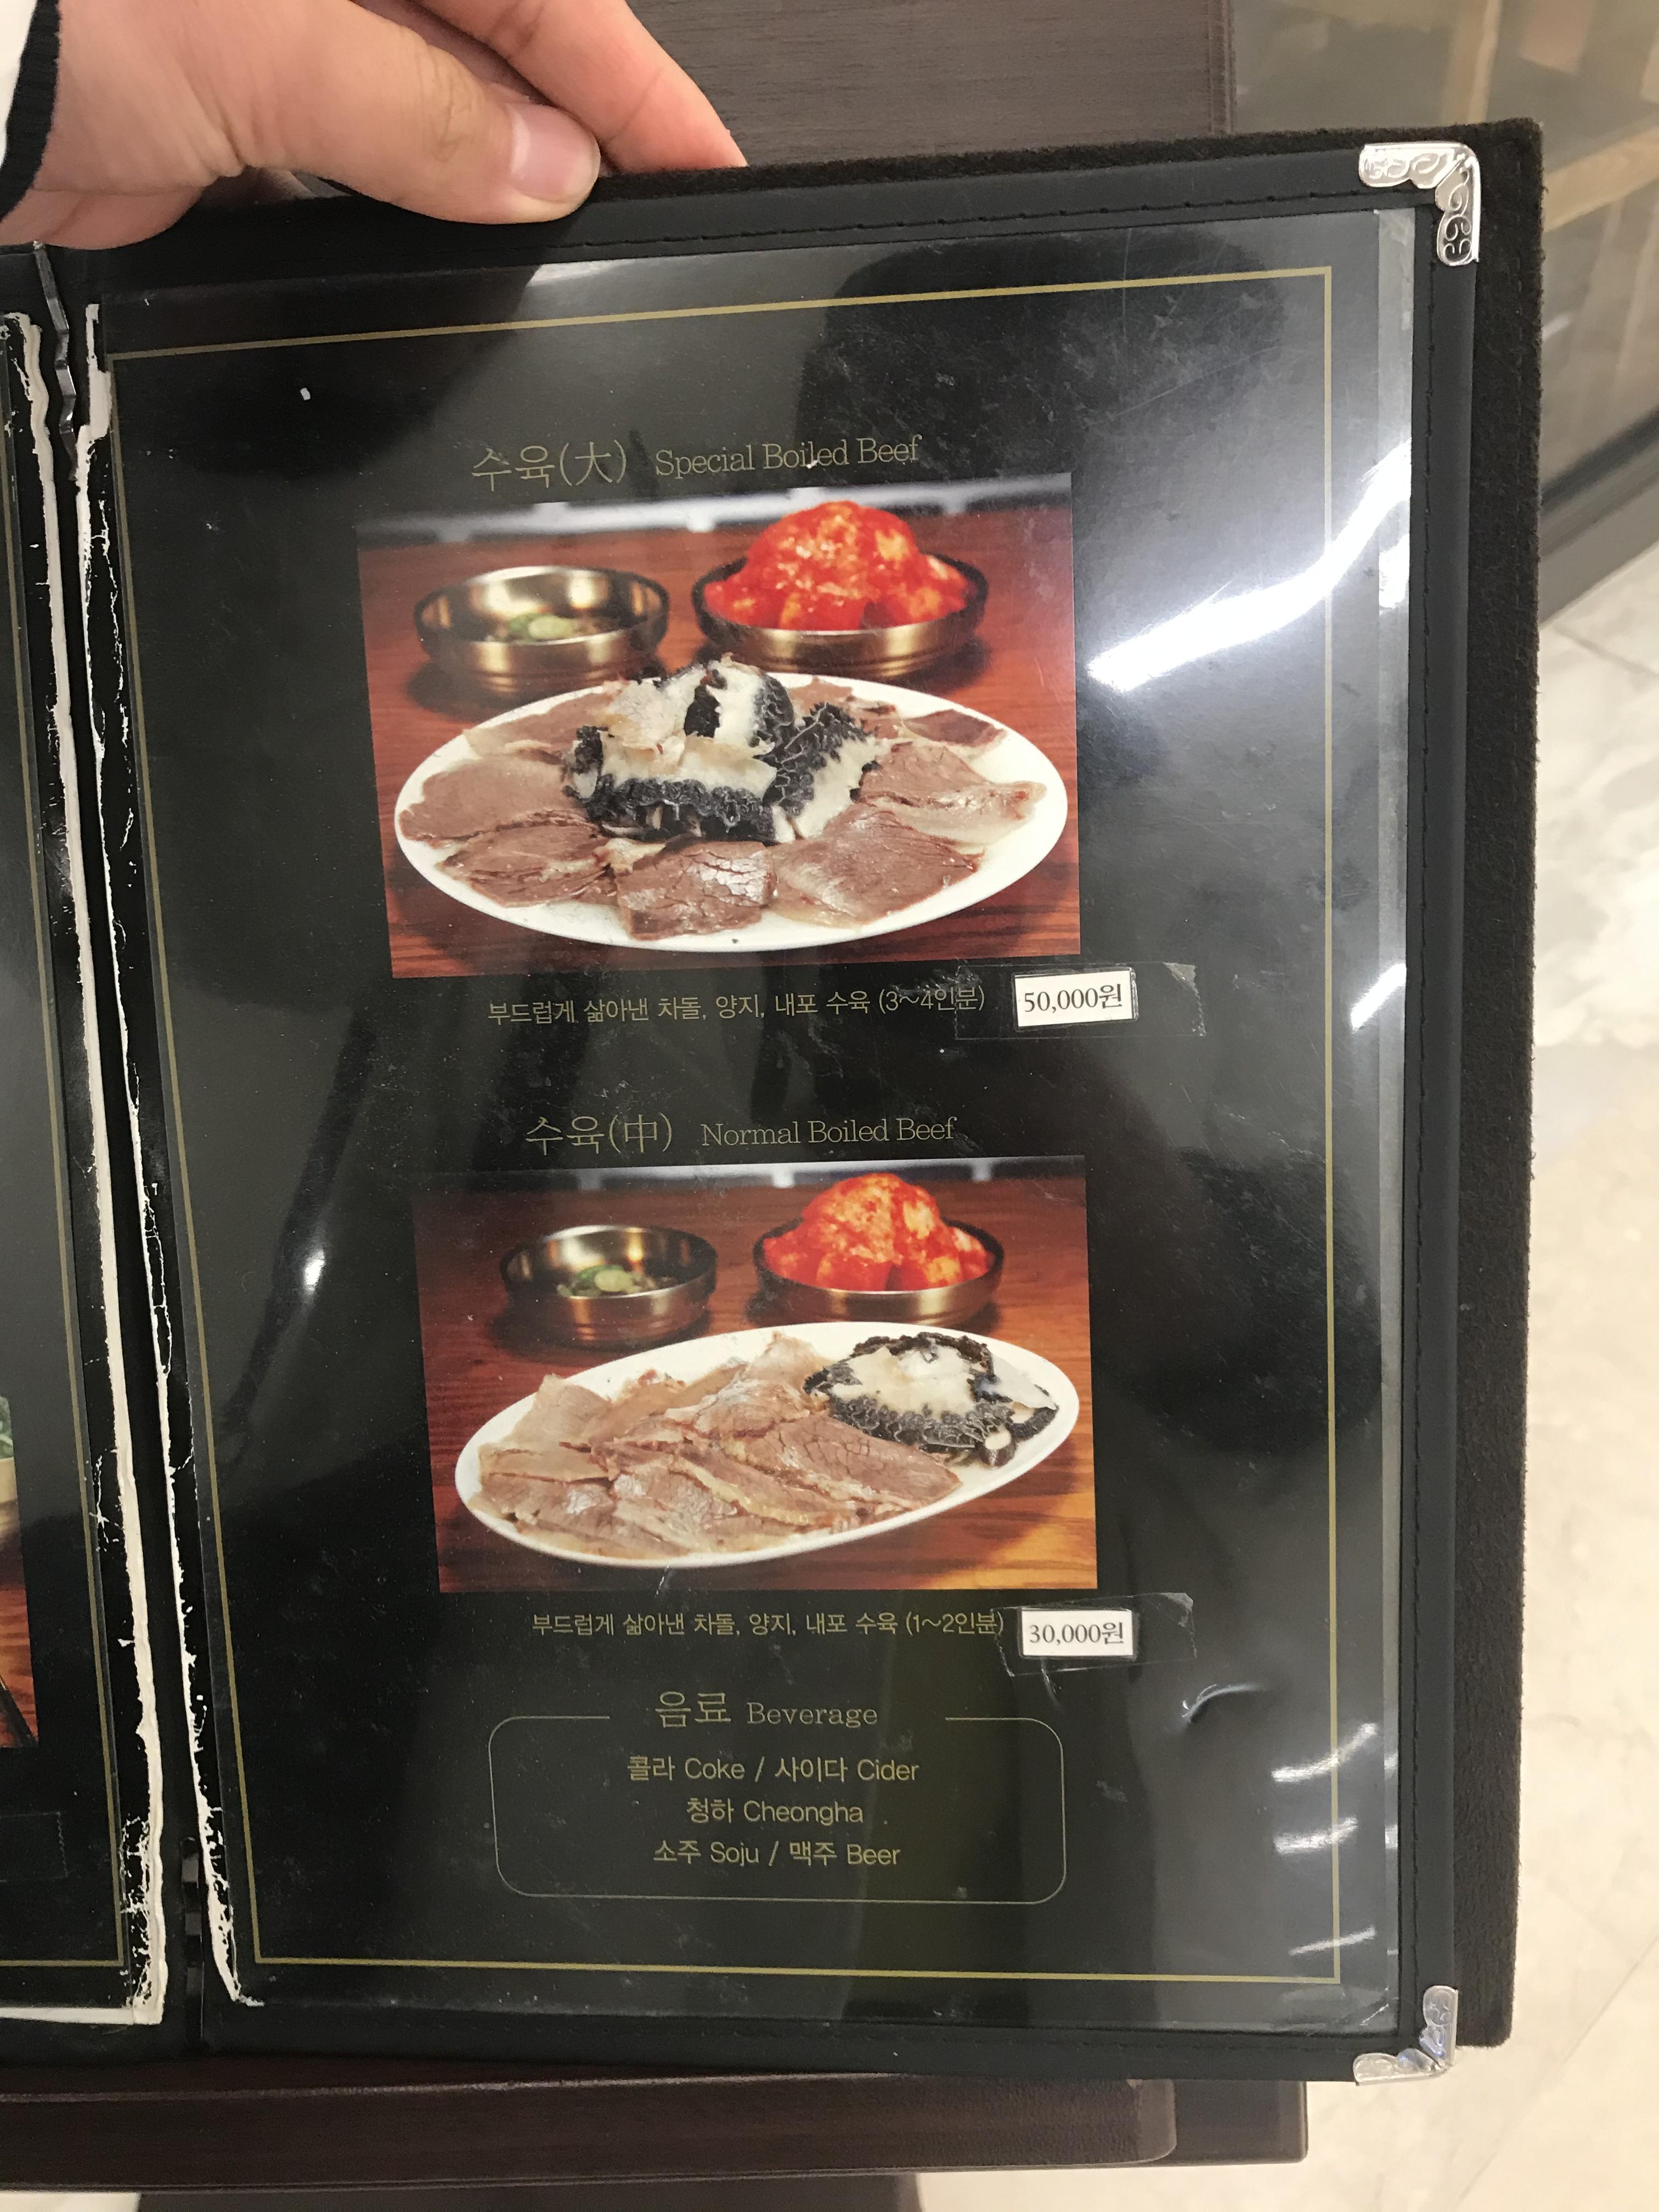 수육(大) Special Boiled Beef
부드럽게 삶아낸 차돌, 양지, 내포 수육 (3~4인분) 50,000원
수육(中) Normal Boiled Beef
부드럽게 삶아낸 차돌, 양지, 내포 수육 (1~2인분) 30,000원
음료 Beverage
콜라 Coke / 사이다 Cider
청하 Cheongha
소주 Soju / 맥주 Beer